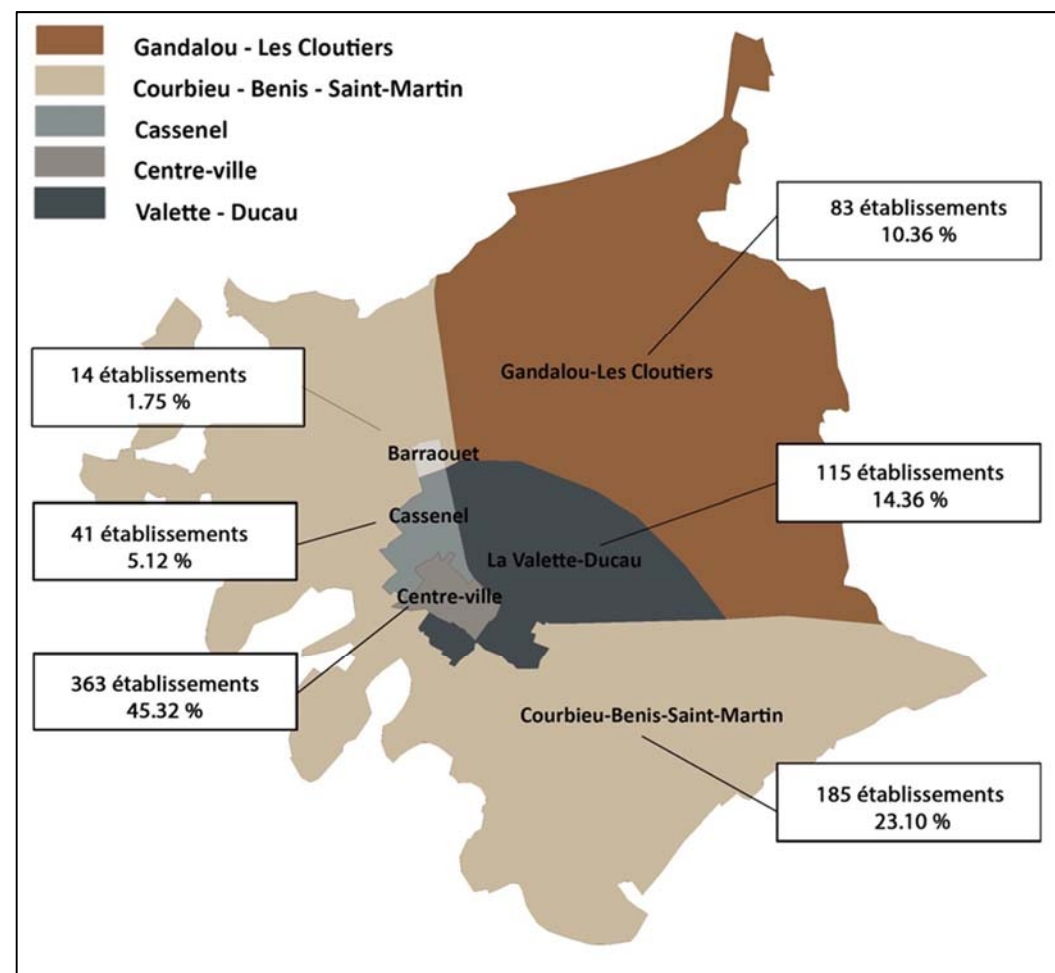 Gandalou - Les Cloutiers
Courbieu - Benis - Saint-Martin
Cassenel
Centre-ville
Valette - Ducau
83 établissements
10.36 %
Gandalou-Les Cloutiers
14 établissements
1.75 %
Barraouet
115 établissements
14.36 %
41 établissements
5.12 %
Cassenel
La Valette-Ducau
Centre-ville
363 établissements
45.32 %
Courbieu-Benis-Saint-Martin
185 établissements
23.10 %